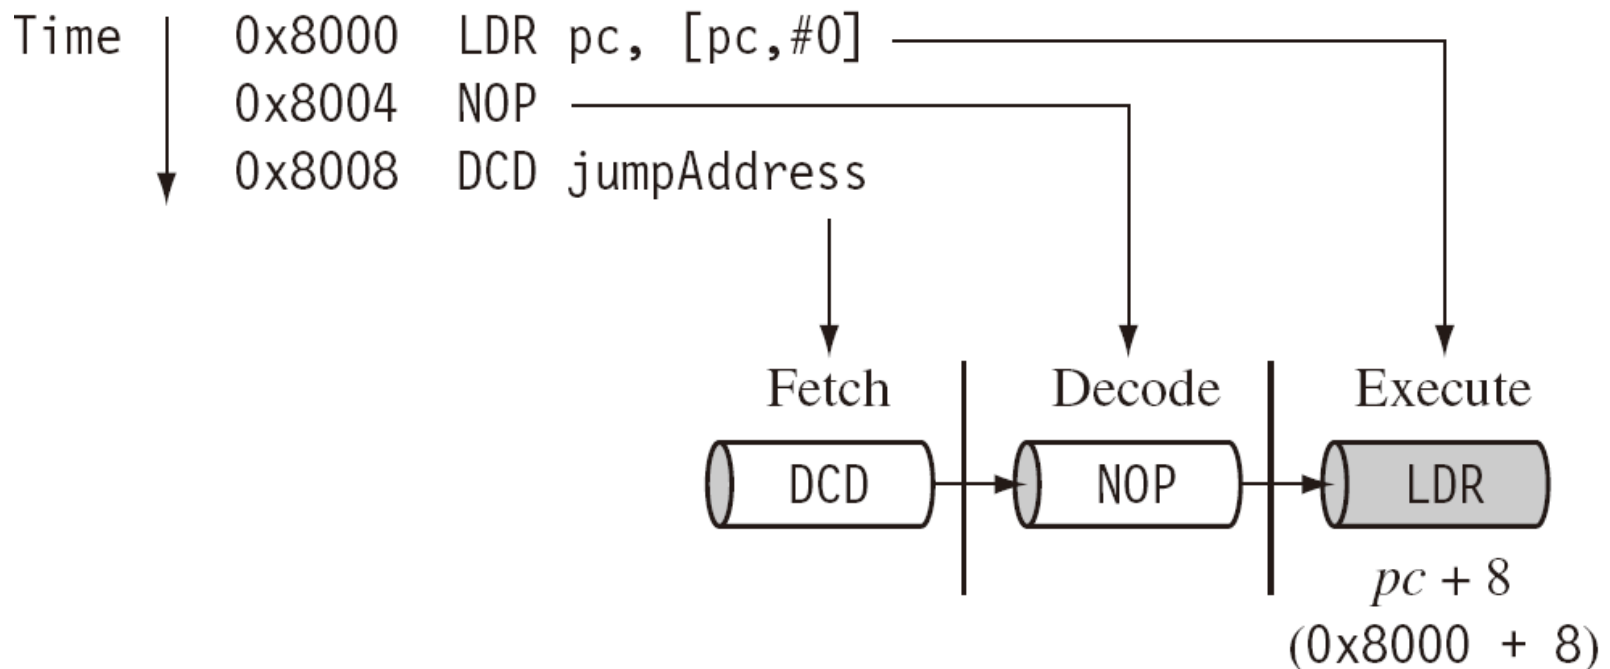 Time 0x8000 LDR pc, [pc,#0]
0x8004 NOP
0x8008 DCD jumpAddress
Fetch Decode Execute
DCD NOP LDR
pc + 8
(0x8000 + 8)